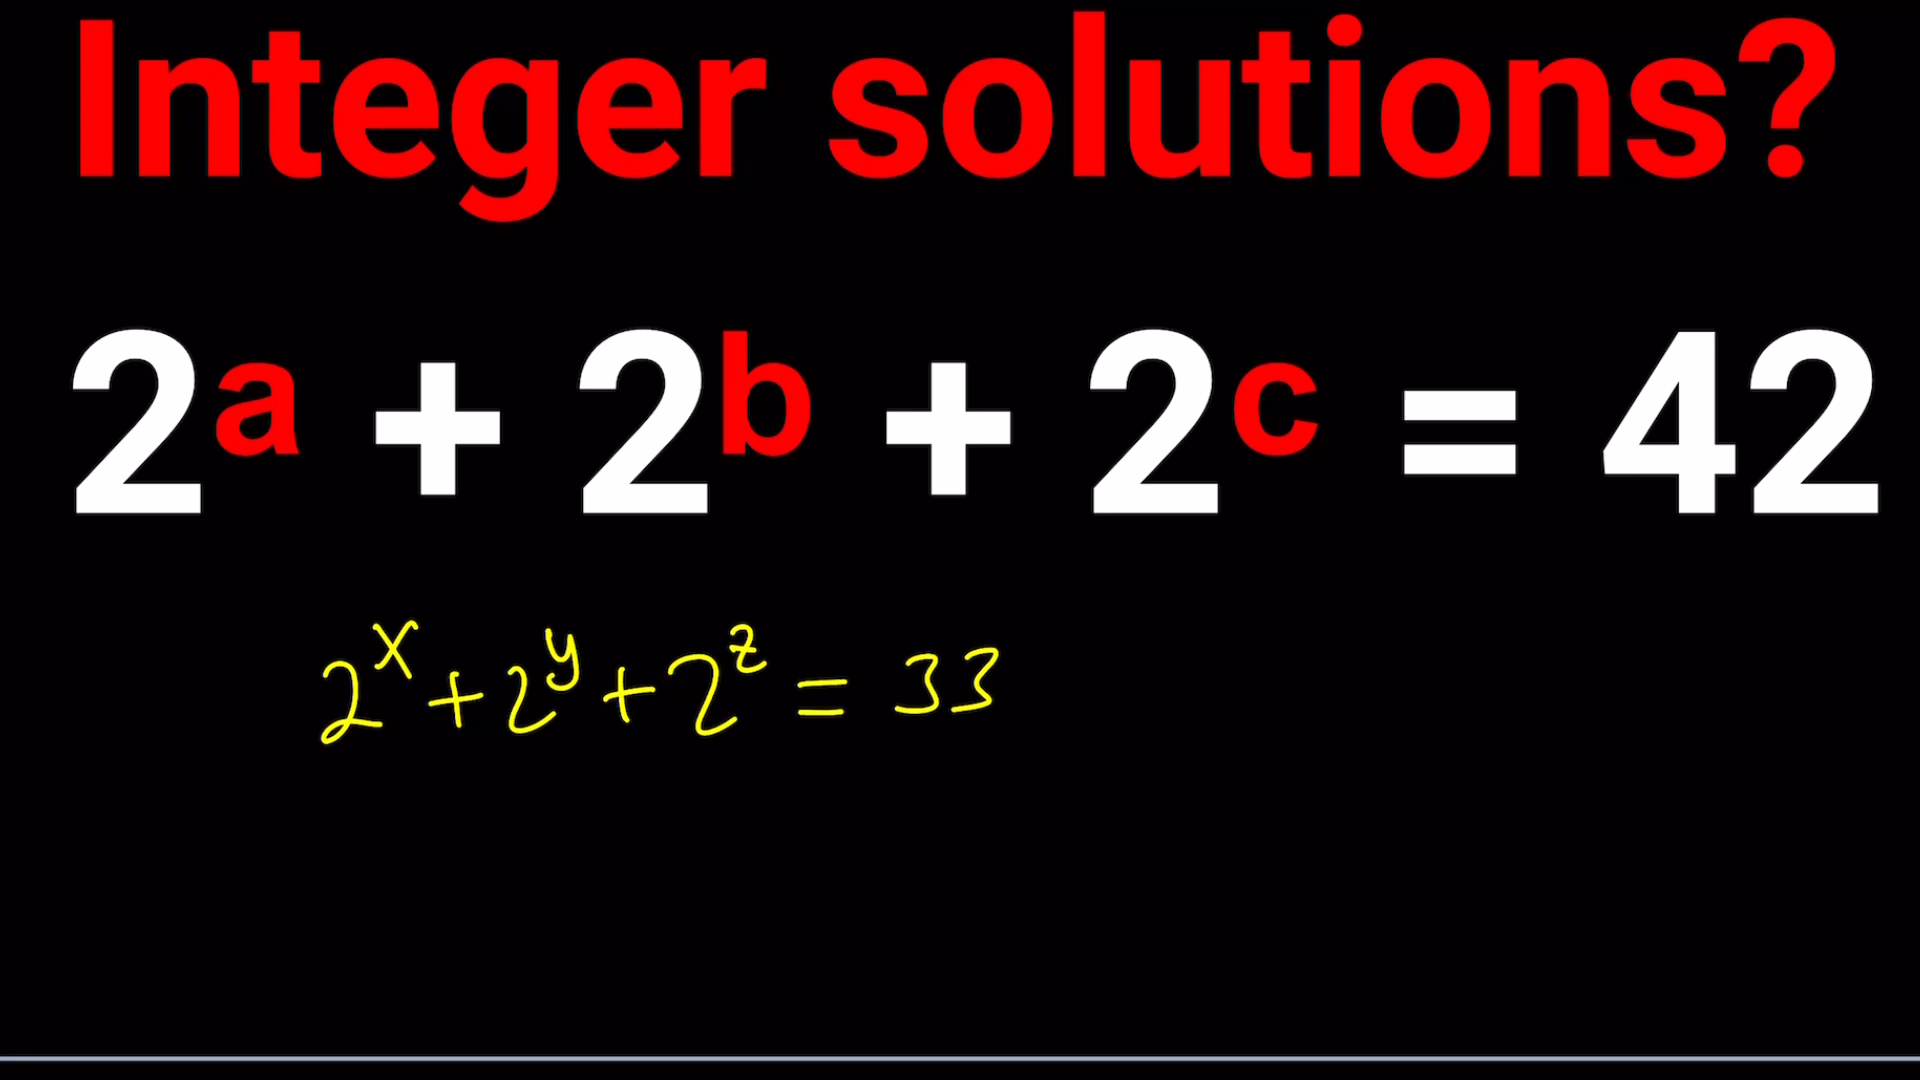 Integer solutions?
2ᵃ + 2ᵇ + 2ᶜ = 42
2ˣ + 2ʸ + 2ᶻ = 33